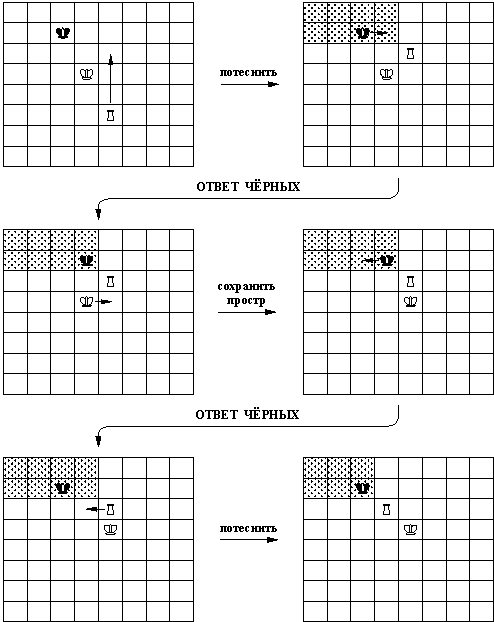 потеснить
ОТВЕТ ЧЁРНЫХ
сохранить
простр
ОТВЕТ ЧЁРНЫХ
потеснить